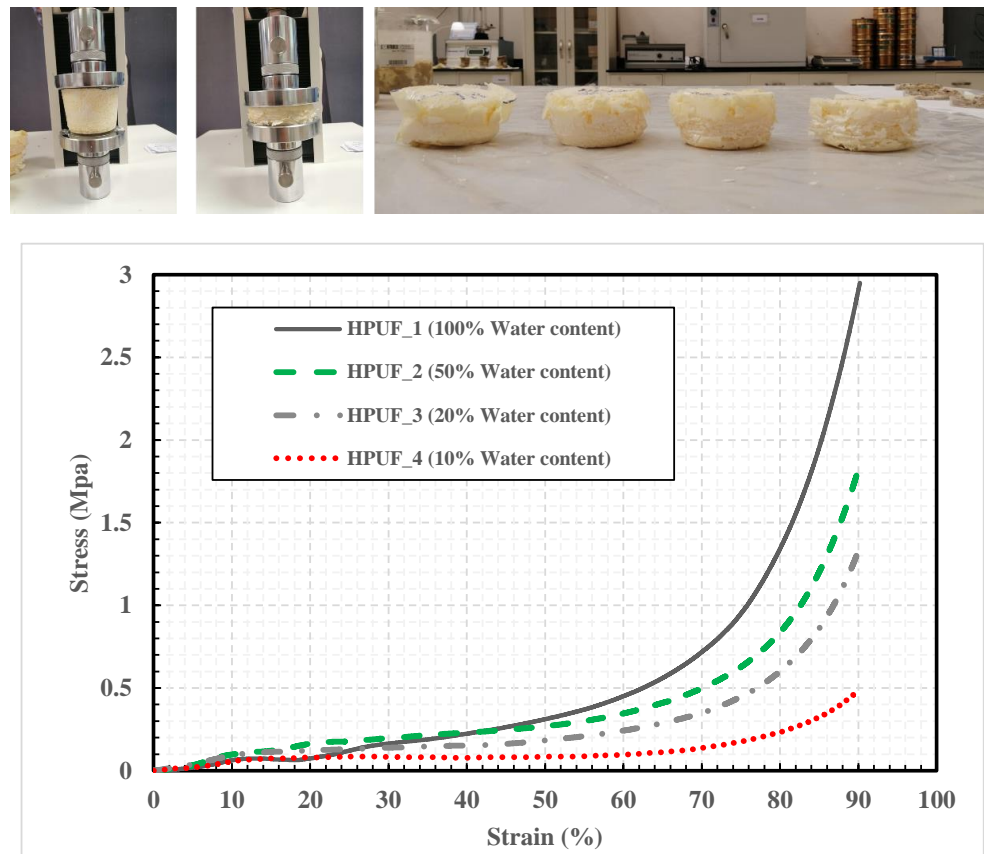 3
2.5
2
1.5
1
0.5
0
Stress (Mpa)
HPUF_1 (100% Water content)
HPUF_2 (50% Water content)
HPUF_3 (20% Water content)
HPUF_4 (10% Water content)
0 10 20 30 40 50 60 70 80 90 100
Strain (%)